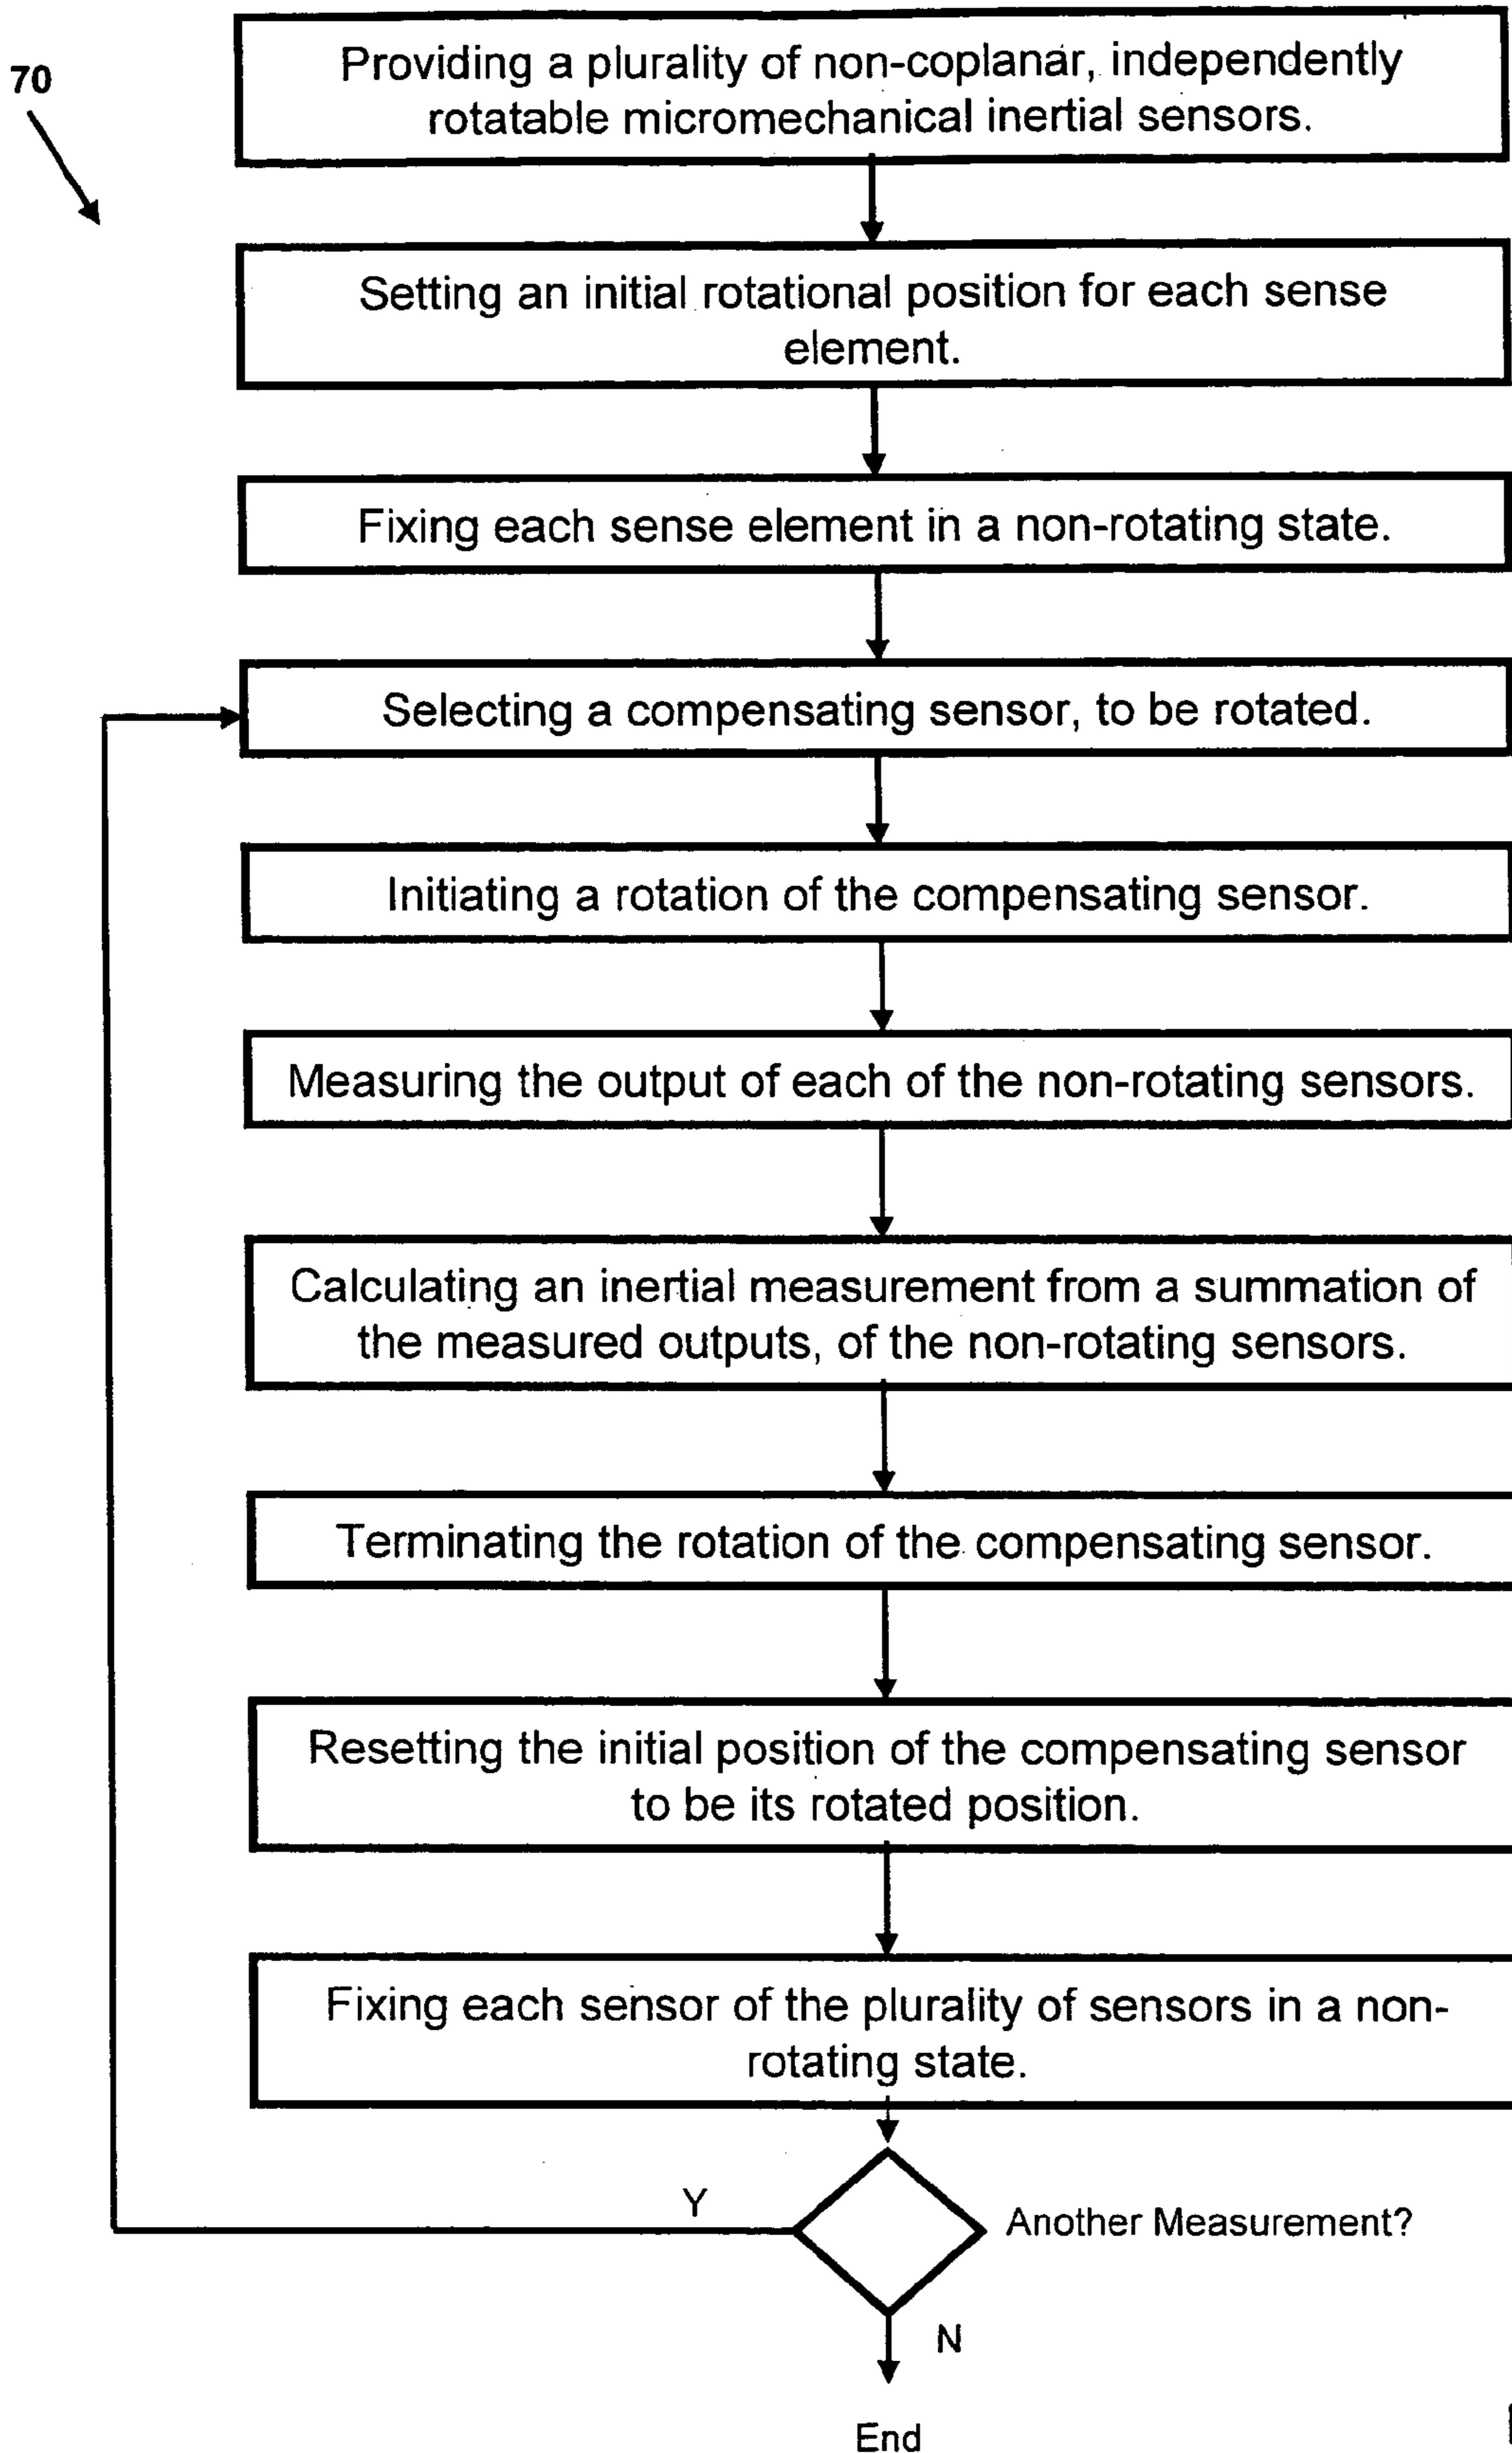 70
Providing a plurality of non-coplanar, independently
rotatable micromechanical inertial sensors.
Setting an initial rotational position for each sense
element.
Fixing each sense element in a non-rotating state.
Selecting a compensating sensor, to be rotated.
Initiating a rotation of the compensating sensor.
Measuring the output of each of the non-rotating sensors.
Calculating an inertial measurement from a summation of
the measured outputs, of the non-rotating sensors.
Terminating the rotation of the compensating sensor.
Resetting the initial position of the compensating sensor
to be its rotated position.
Fixing each sensor of the plurality of sensors in a non-
rotating state.
Y
Another Measurement?
N
End